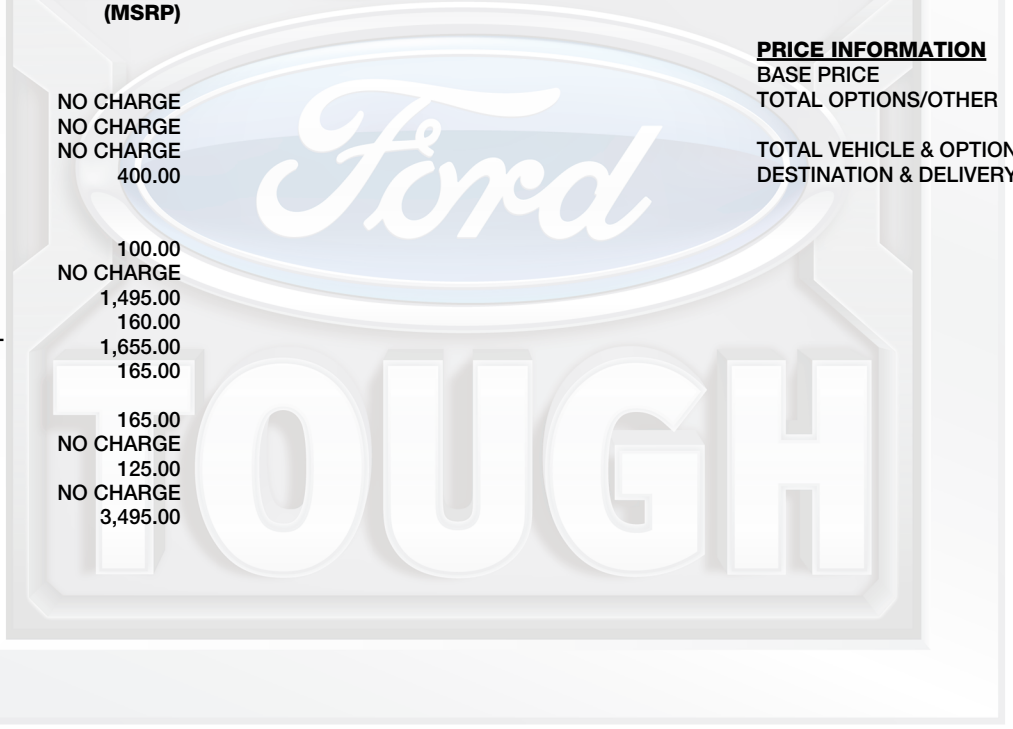 (MSRP)
NO CHARGE
NO CHARGE
NO CHARGE
400.00
100.00
NO CHARGE
1,495.00
160.00
1,655.00
165.00
165.00
NO CHARGE
125.00
NO CHARGE
3,495.00
PRICE INFORMATION
BASE PRICE
TOTAL OPTIONS/OTHER
TOTAL VEHICLE & OPTION
DESTINATION & DELIVERY
Ford
TOUGH